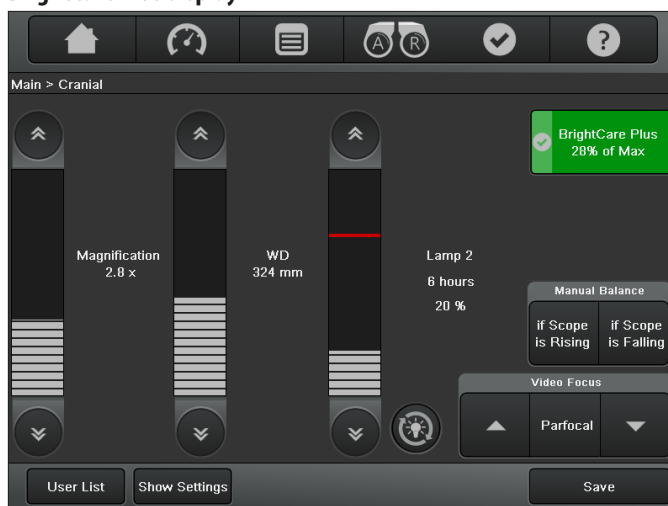 A R ?
Main > Cranial
BrightCare Plus
28% of Max
Magnification
2.8 x
WD
324 mm
Lamp 2
6 hours
20 %
Manual Balance
if Scope
is Rising
if Scope
is Falling
Video Focus
Parfocal
User List
Show Settings
Save